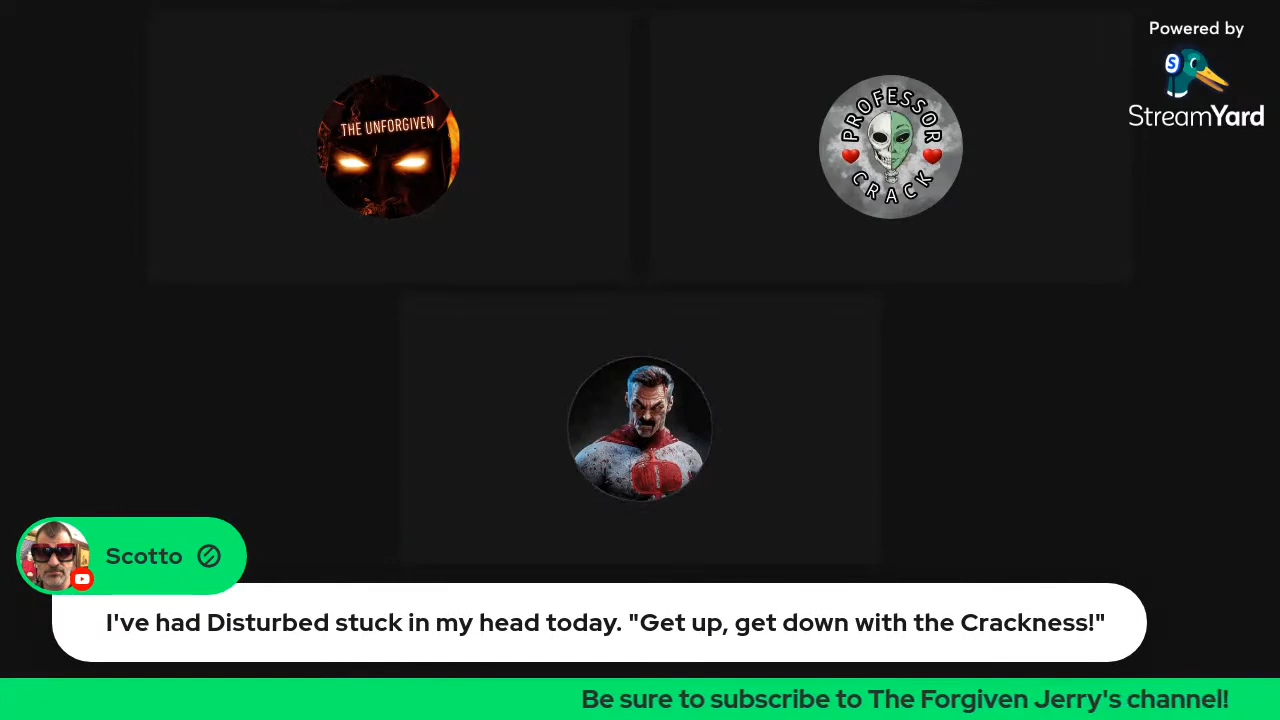 Powered by
StreamYard
THE UNFORGIVEN
PROFESSOR
CRACK
Scotto
I've had Disturbed stuck in my head today. "Get up, get down with the Crackness!"
Be sure to subscribe to The Forgiven Jerry's channel!